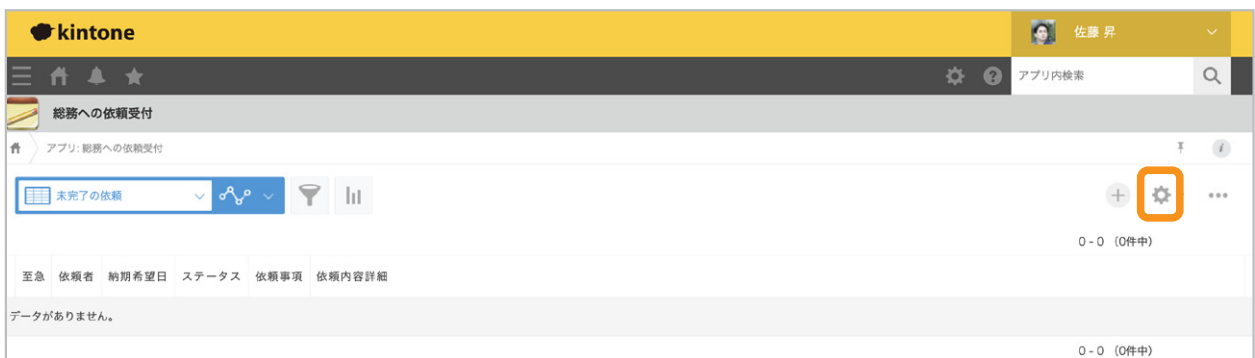 kintone
佐藤 昇
アプリ内検索
総務への依頼受付
アプリ: 総務への依頼受付
未完了の依頼
0 - 0 (0件中)
至急 依頼者 納期希望日 ステータス 依頼事項 依頼内容詳細
データがありません。
0 - 0 (0件中)